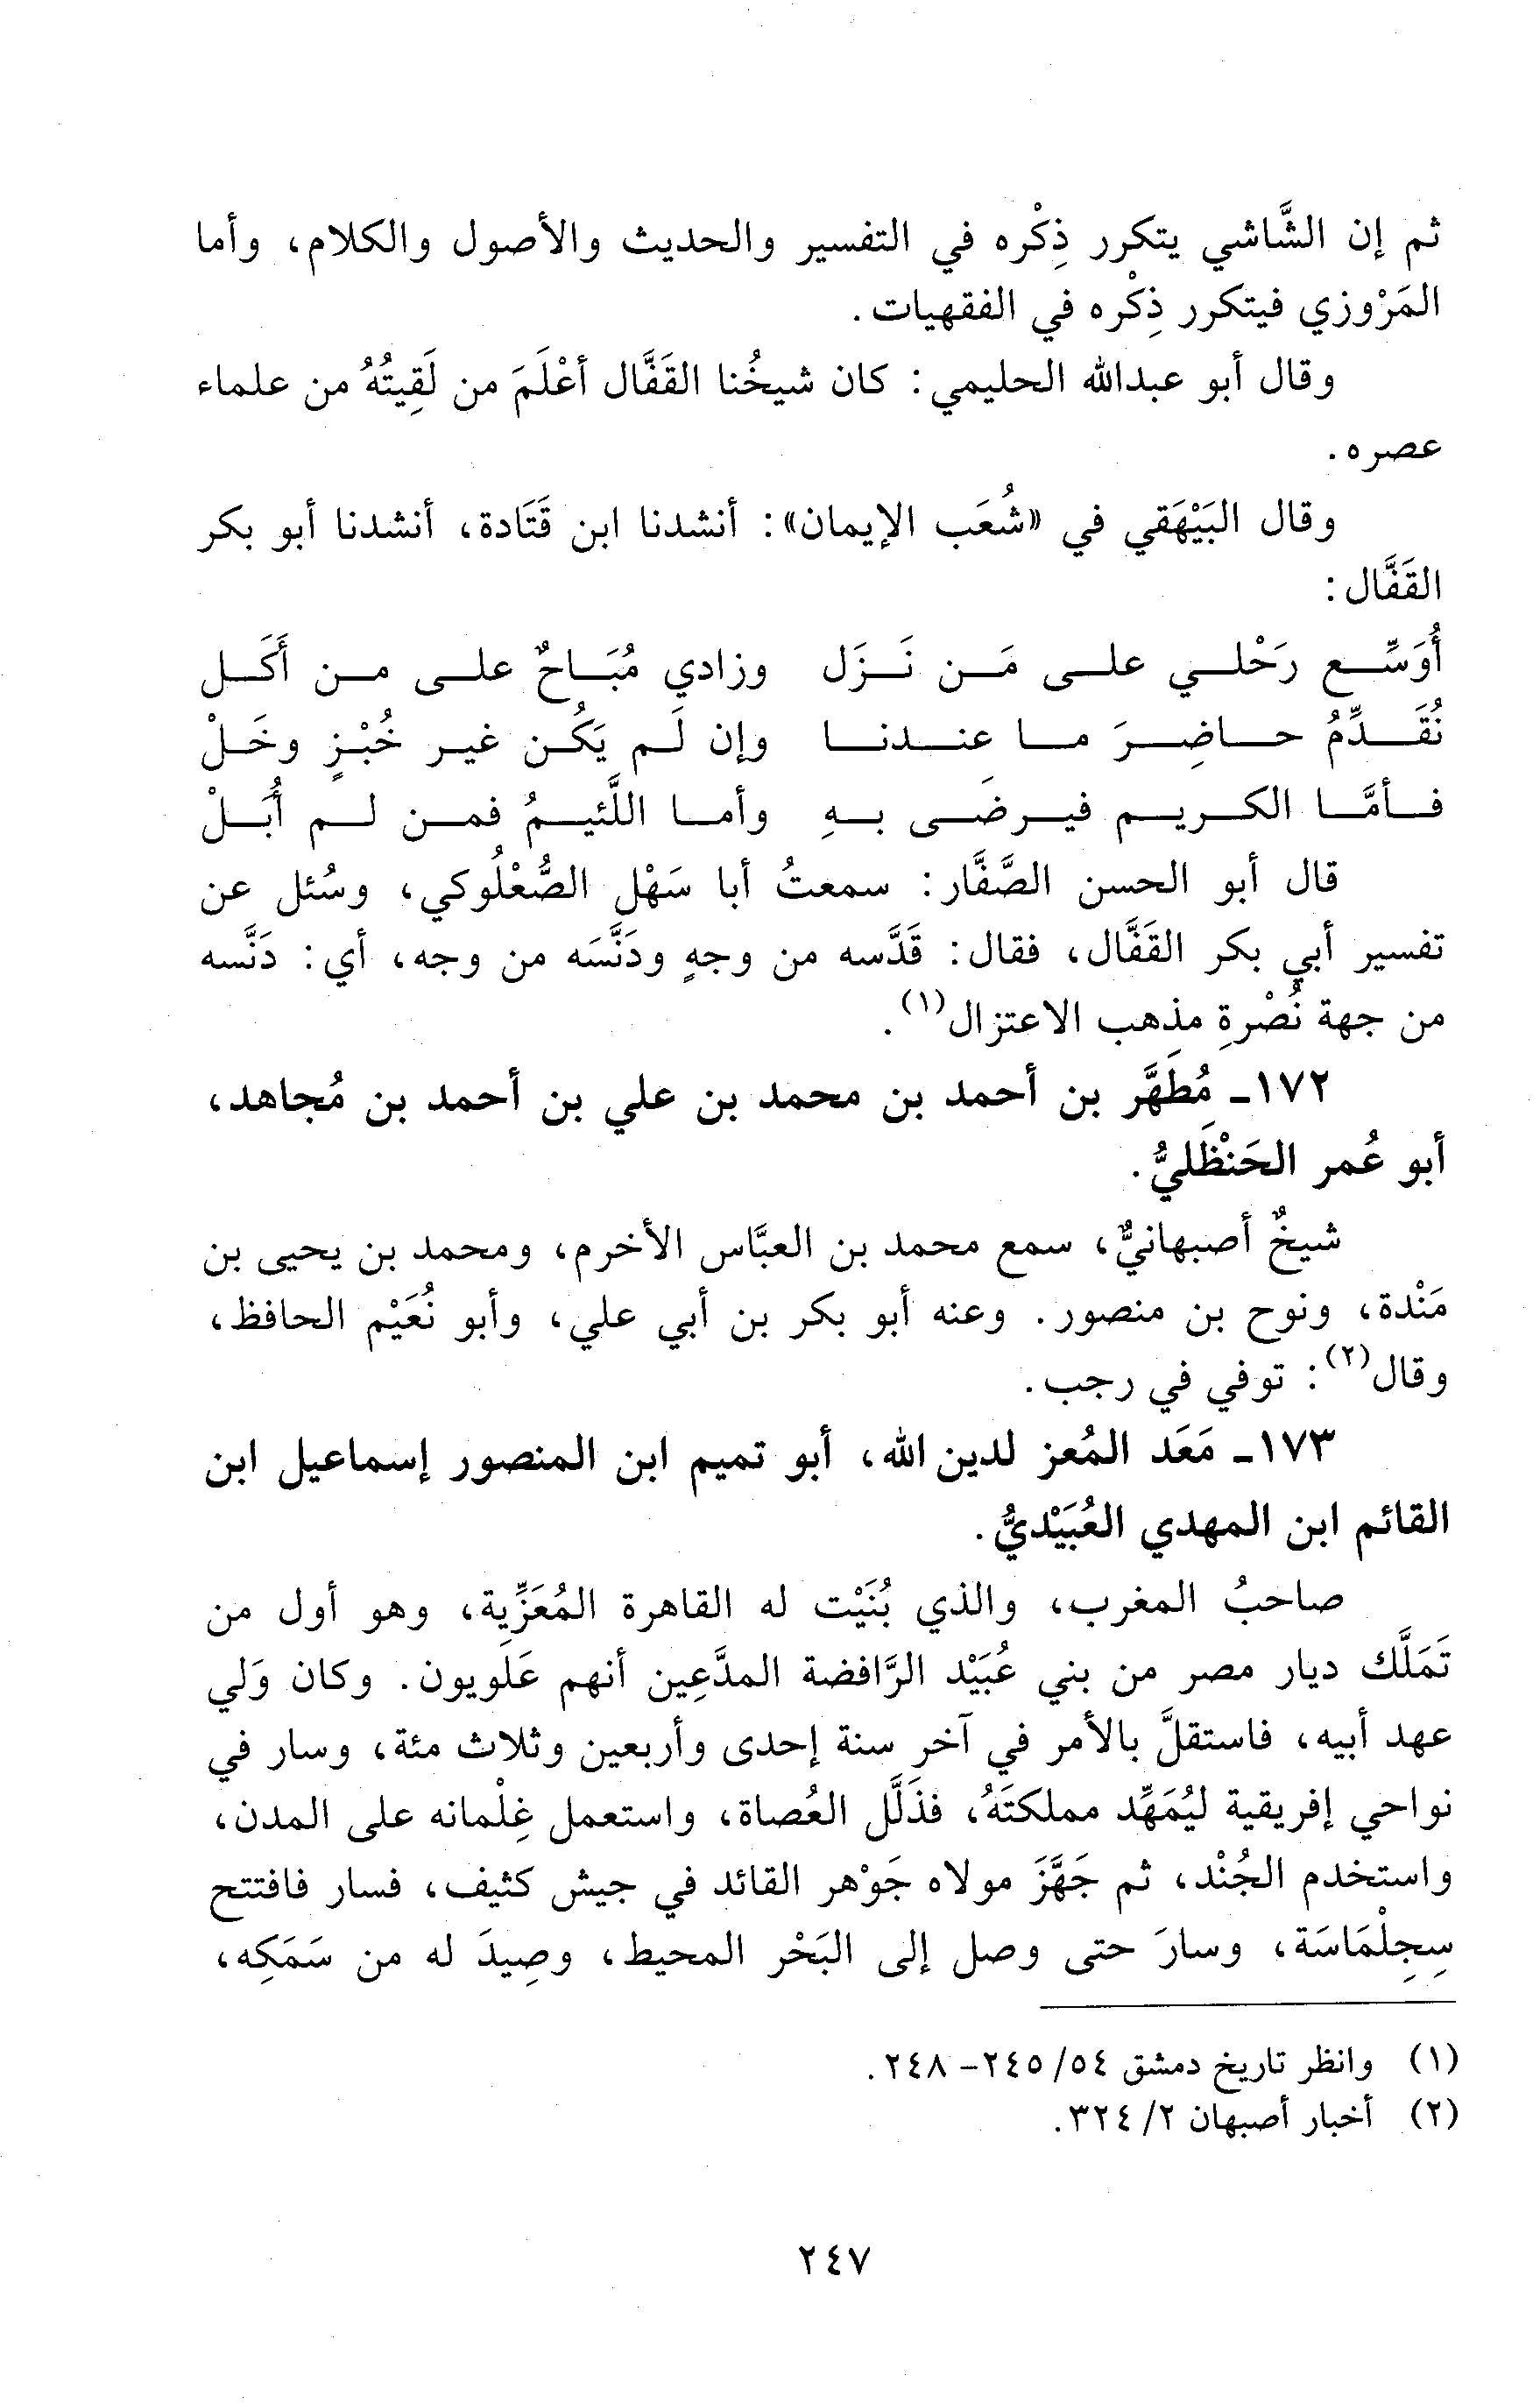 ثم إن الشَّاشي يتكرر ذِكْره في التفسير والحديث والأصول والكلام، وأما
المَرْوزي فيتكرر ذِكْره في الفقهيات.
وقال أبو عبدالله الحليمي: كان شيخُنا القَفَّال أعْلَمَ من لَقِيتُهُ من علماء
عصره.
وقال البَيْهَقي في «شُعَب الإيمان»: أنشدنا ابن قَتَادة، أنشدنا أبو بكر
القَفَّال:
أُوَسِّع رَحْلي على مَن نَزَل وزادي مُبَاحٌ على من أَكَل
نُقَدِّمُ حاضِرَ ما عندنا وإن لَم يَكُن غير خُبْزٍ وخَلْ
فأمَّا الكريم فيرضَى بهِ وأما اللَّئيمُ فمن لم أُبَلْ
قال أبو الحسن الصَّفَّار: سمعتُ أبا سَهْل الصُّعْلُوكي، وسُئل عن
تفسير أبي بكر القَفَّال، فقال: قَدَّسه من وجهٍ ودَنَّسَه من وجه، أي: دَنَّسه
من جهة نُصْرةِ مذهب الاعتزال(١).
١٧٢- مُطَهَّر بن أحمد بن محمد بن علي بن أحمد بن مُجاهد،
أبو عُمر الحَنْظَليُّ.
شيخٌ أصبهانيٌّ، سمع محمد بن العبَّاس الأخرم، ومحمد بن يحيى بن
مَنْدة، ونوح بن منصور. وعنه أبو بكر بن أبي علي، وأبو نُعَيْم الحافظ،
وقال(٢): توفي في رجب.
١٧٣- مَعَد المُعز لدين الله، أبو تميم ابن المنصور إسماعيل ابن
القائم ابن المهدي العُبَيْديُّ.
صاحبُ المغرب، والذي بُنَيْت له القاهرة المُعَزِّية، وهو أول من
تَمَلَّك ديار مصر من بني عُبَيْد الرَّافضة المدَّعِين أنهم عَلَويون. وكان وَلي
عهد أبيه، فاستقلَّ بالأمر في آخر سنة إحدى وأربعين وثلاث مئة، وسار في
نواحي إفريقية ليُمَهِّد مملكتَهُ، فذَلَّل العُصاة، واستعمل غِلْمانه على المدن،
واستخدم الجُنْد، ثم جَهَّزَ مولاه جَوْهر القائد في جيش كثيف، فسار فافتتح
سِجِلْمَاسَة، وسارَ حتى وصل إلى البَحْر المحيط، وصِيدَ له من سَمَكِه،
(١) وانظر تاريخ دمشق ٥٤/ ٢٤٥- ٢٤٨.
(٢) أخبار أصبهان ٢/ ٣٢٤.
٢٤٧